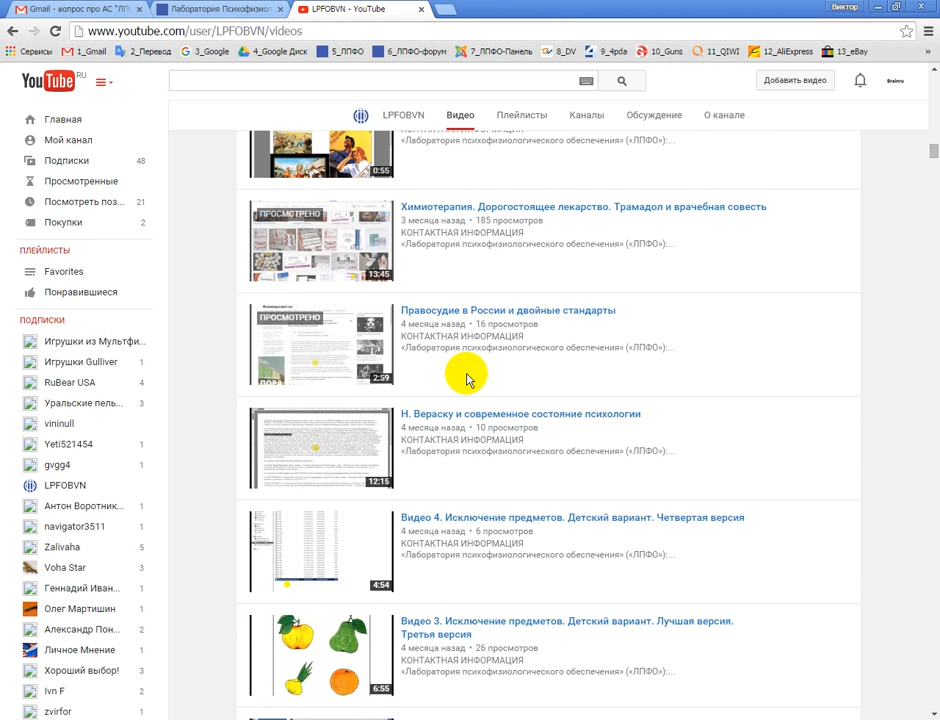 Gmail - вопрос про АС "ЛП
Лаборатория Психофизиол
LPFOBVN - YouTube
Виктор
www.youtube.com/user/LPFOBVN/videos
Сервисы
1_Gmail
2_Перевод
3_Google
4_Google Диск
5_ЛПФО
6_ЛПФО-форум
7_ЛПФО-Панель
8_DV
9_4pda
10_Guns
11_QIWI
12_AliExpress
13_eBay
»
YouTube RU
Добавить видео
Brainru
LPFOBVN
Видео
Плейлисты
Каналы
Обсуждение
О канале
Главная
Мой канал
Подписки 48
Просмотренные
Посмотреть поз... 21
Покупки 2
ПЛЕЙЛИСТЫ
Favorites
Понравившиеся
ПОДПИСКИ
Игрушки из Мультфи...
Игрушки Gulliver 1
RuBear USA 4
Уральские пель... 3
vininull
Yeti521454 1
gvgg4 1
LPFOBVN
Антон Воротник... 1
navigator3511 1
Zalivaha 5
Voha Star 3
Геннадий Иван... 1
Олег Мартишин 1
Александр Пон... 2
Личное Мнение 1
Хороший выбор! 3
Ivn F 2
zvirfor 1
КОНТАКТНАЯ ИНФОРМАЦИЯ
«Лаборатория психофизиологического обеспечения» («ЛПФО»):...
0:55
ПРОСМОТРЕНО
13:45
Химиотерапия. Дорогостоящее лекарство. Трамадол и врачебная совесть
3 месяца назад • 185 просмотров
КОНТАКТНАЯ ИНФОРМАЦИЯ
«Лаборатория психофизиологического обеспечения» («ЛПФО»):...
ПРОСМОТРЕНО
2:59
Правосудие в России и двойные стандарты
4 месяца назад • 16 просмотров
КОНТАКТНАЯ ИНФОРМАЦИЯ
«Лаборатория психофизиологического обеспечения» («ЛПФО»):...
12:15
Н. Вераску и современное состояние психологии
4 месяца назад • 10 просмотров
КОНТАКТНАЯ ИНФОРМАЦИЯ
«Лаборатория психофизиологического обеспечения» («ЛПФО»):...
4:54
Видео 4. Исключение предметов. Детский вариант. Четвертая версия
4 месяца назад • 6 просмотров
КОНТАКТНАЯ ИНФОРМАЦИЯ
«Лаборатория психофизиологического обеспечения» («ЛПФО»):...
6:55
Видео 3. Исключение предметов. Детский вариант. Лучшая версия.
Третья версия
4 месяца назад • 26 просмотров
КОНТАКТНАЯ ИНФОРМАЦИЯ
«Лаборатория психофизиологического обеспечения» («ЛПФО»):...